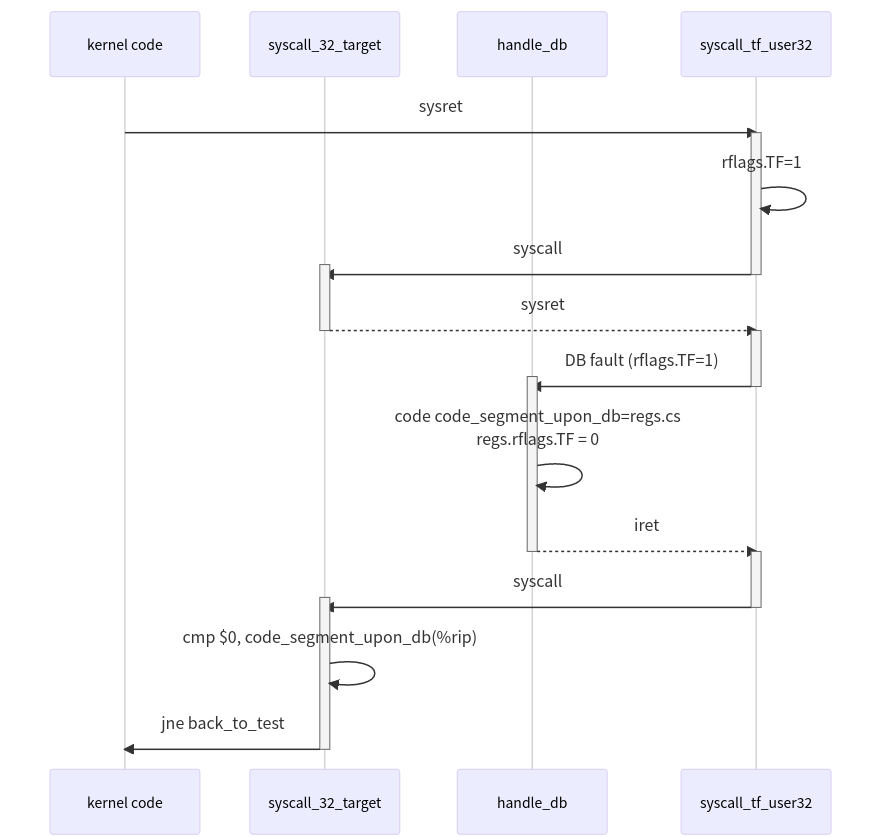 kernel code
syscall_32_target
handle_db
syscall_tf_user32
sysret
rflags.TF=1
syscall
sysret
DB fault (rflags.TF=1)
code code_segment_upon_db=regs.cs
regs.rflags.TF = 0
iret
syscall
cmp $0, code_segment_upon_db(%rip)
jne back_to_test
kernel code
syscall_32_target
handle_db
syscall_tf_user32